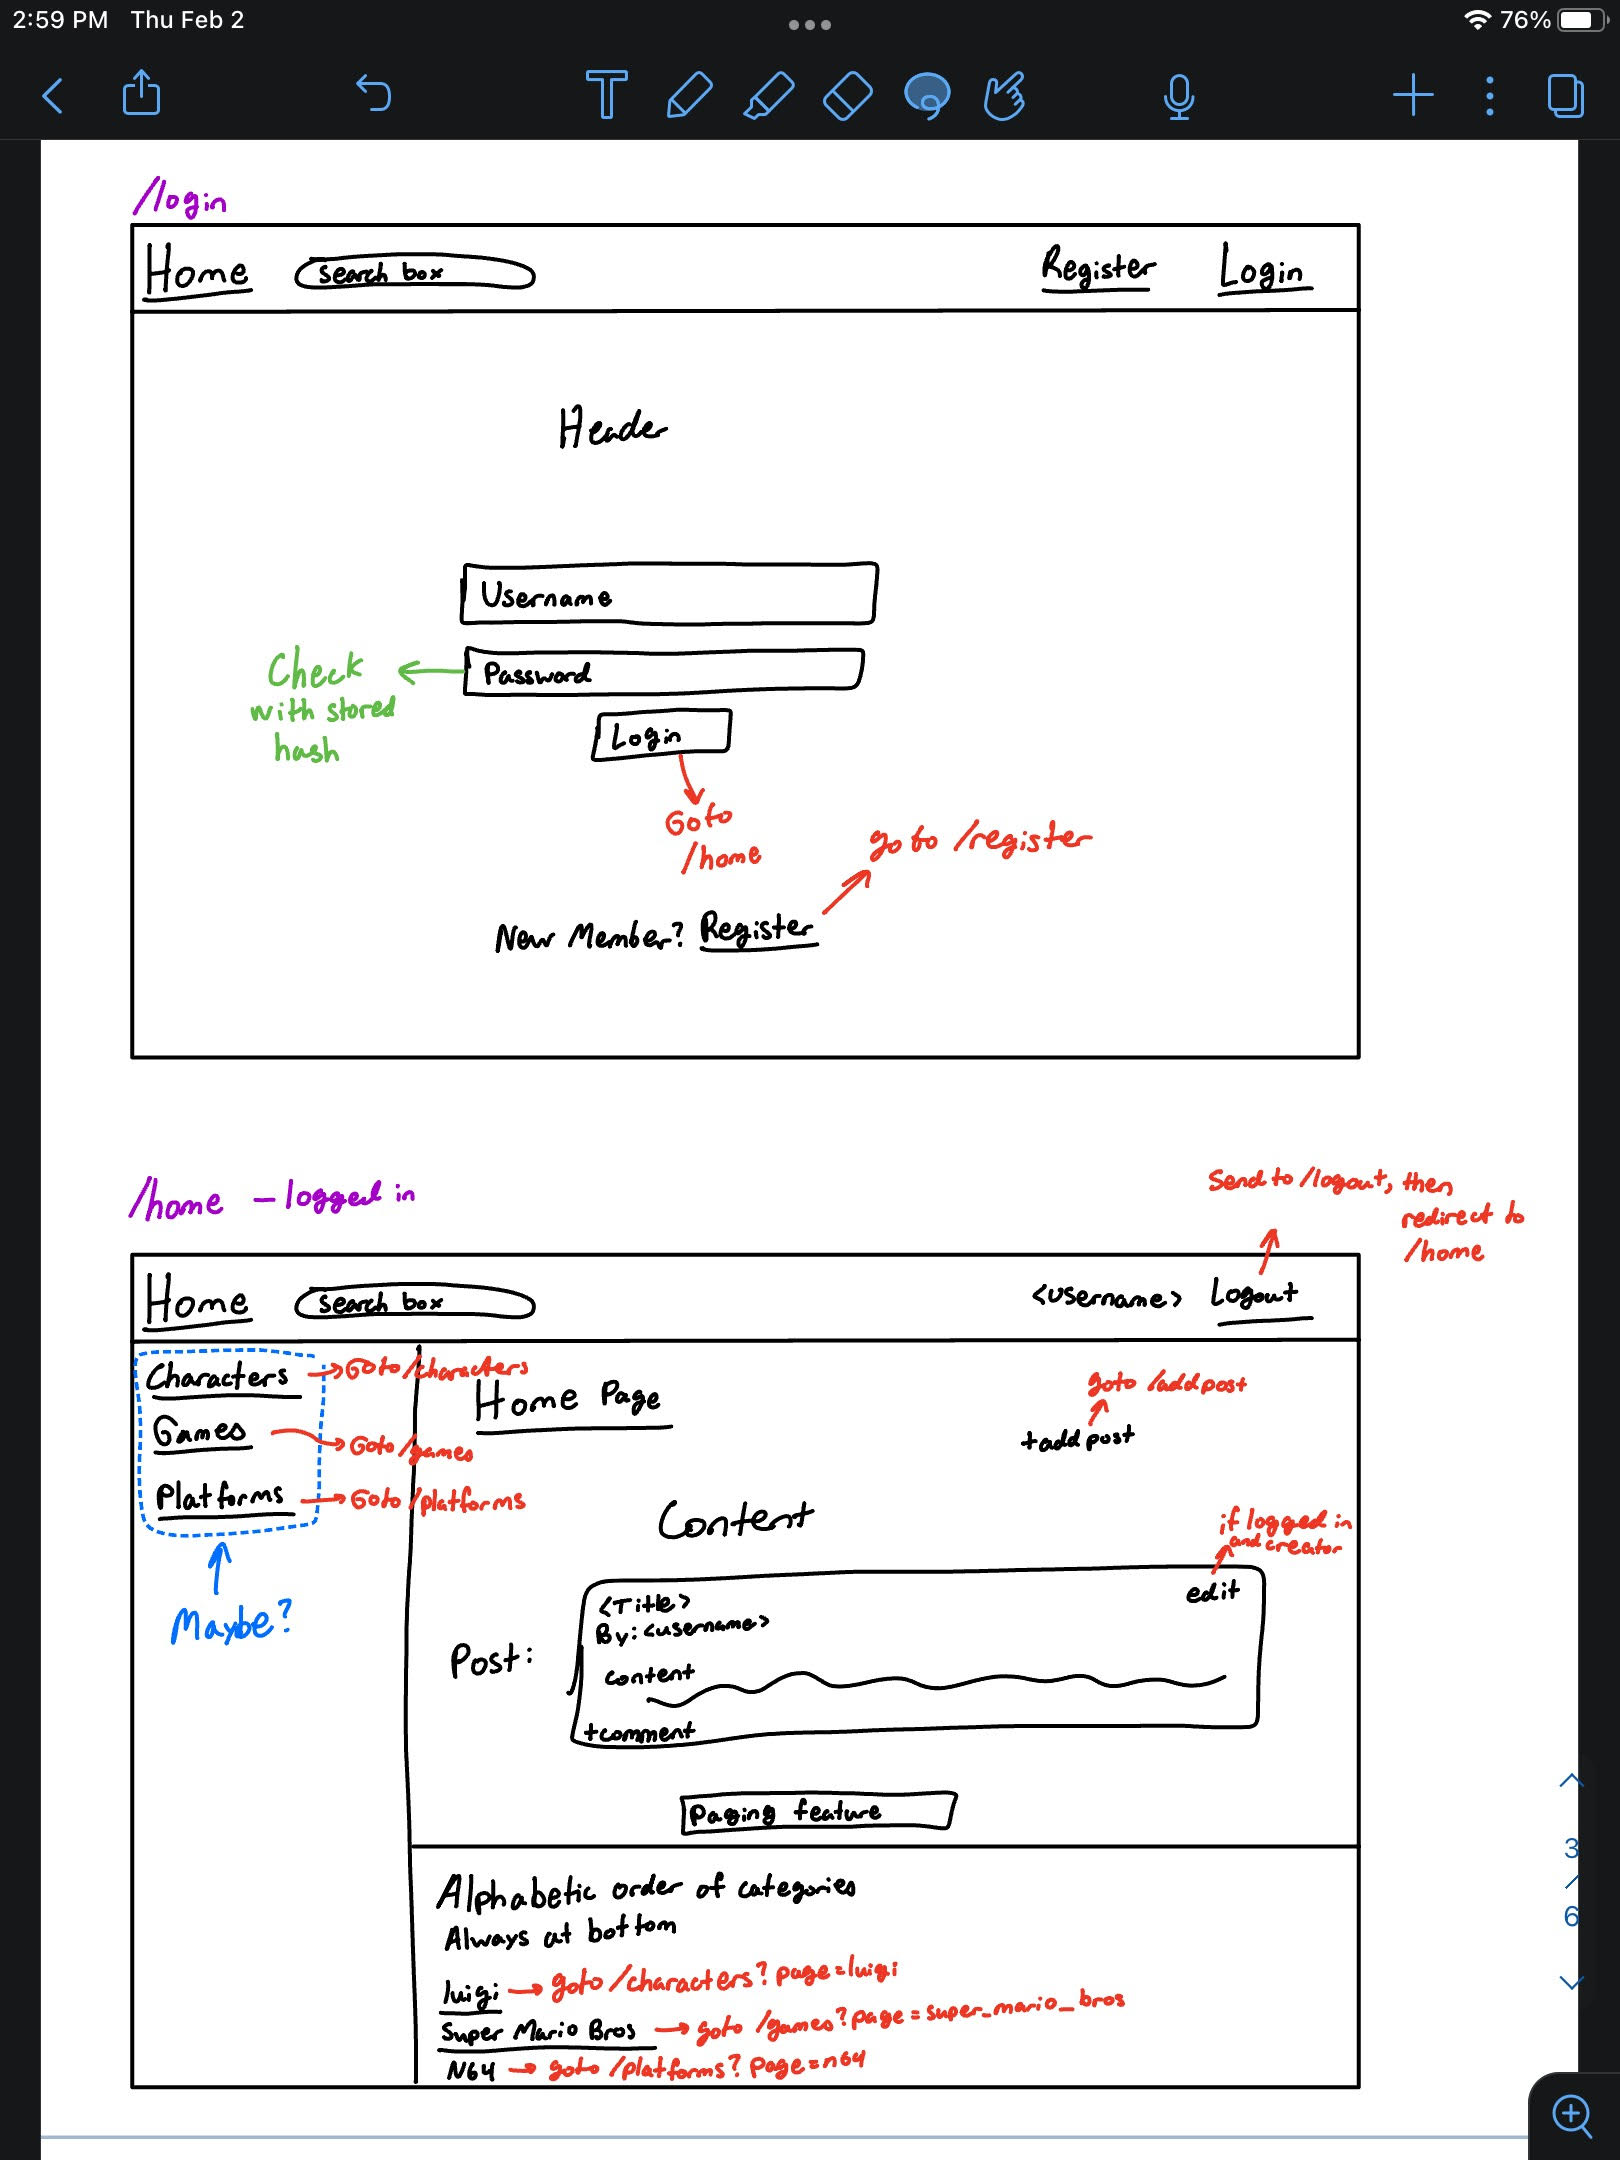 2:59 PM Thu Feb 2
76%
/login
Home
search box
Register
Login
Header
Username
Check
with stored
hash
Password
Login
Goto
/home
go to /register
New Member? Register
/home - logged in
Send to /logout, then
redirect to
/home
Home
search box
<username>
Logout
Characters
Goto /characters
Games
Goto /games
Platforms
Goto /platforms
Maybe?
Home Page
goto /addpost
+add post
Content
if logged in
and creator
Post:
<Title>
edit
By: <username>
content
+comment
Paging feature
Alphabetic order of categories
Always at bottom
luigi
goto /characters?page=luigi
Super Mario Bros
goto /games?page=super_mario_bros
N64
goto /platforms?page=n64
3
/
6